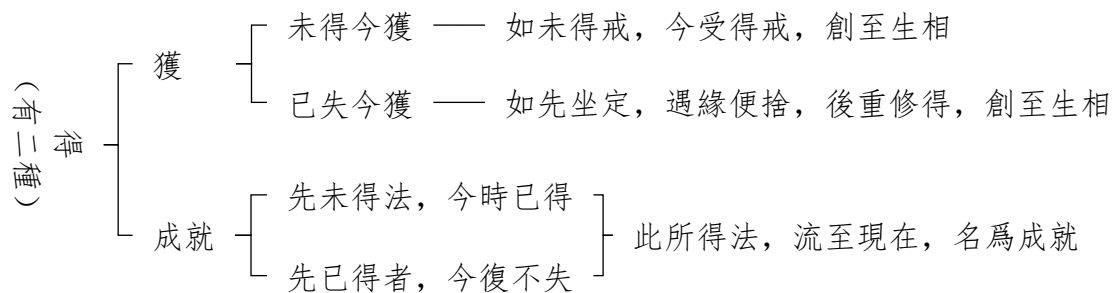 得
（有二種）
獲
未得今獲 —— 如未得戒，今受得戒，創至生相
已失今獲 —— 如先坐定，遇緣便捨，後重修得，創至生相
成就
先未得法，今時已得
先已得者，今復不失
此所得法，流至現在，名爲成就